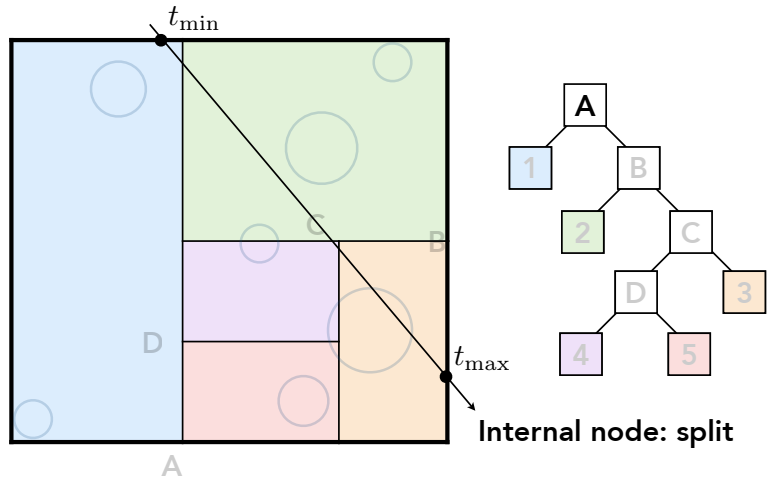 t_min
A
1
B
C
2
C
B
D
3
D
4
5
t_max
Internal node: split
A